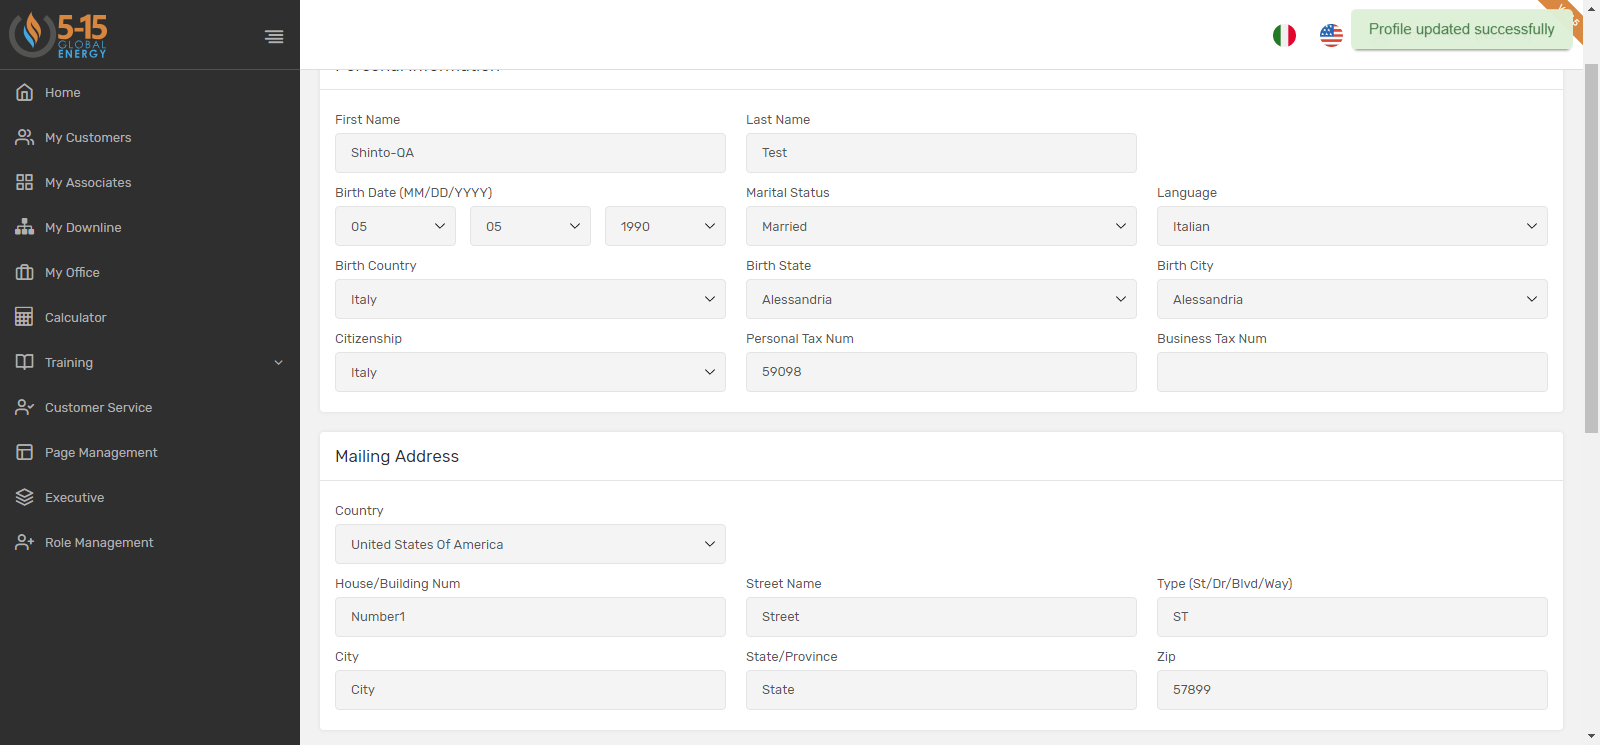 5-15
GLOBAL
ENERGY
Profile updated successfully
Home
My Customers
My Associates
My Downline
My Office
Calculator
Training
Customer Service
Page Management
Executive
Role Management
Personal Information
First Name Last Name
Shinto-QA Test
Birth Date (MM/DD/YYYY) Marital Status Language
05 05 1990 Married Italian
Birth Country Birth State Birth City
Italy Alessandria Alessandria
Citizenship Personal Tax Num Business Tax Num
Italy 59098
Mailing Address
Country
United States Of America
House/Building Num Street Name Type (St/Dr/Blvd/Way)
Number1 Street ST
City State/Province Zip
City State 57899